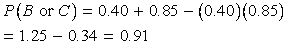 P(B or C) = 0.40 + 0.85 − (0.40)(0.85)
= 1.25 − 0.34 = 0.91